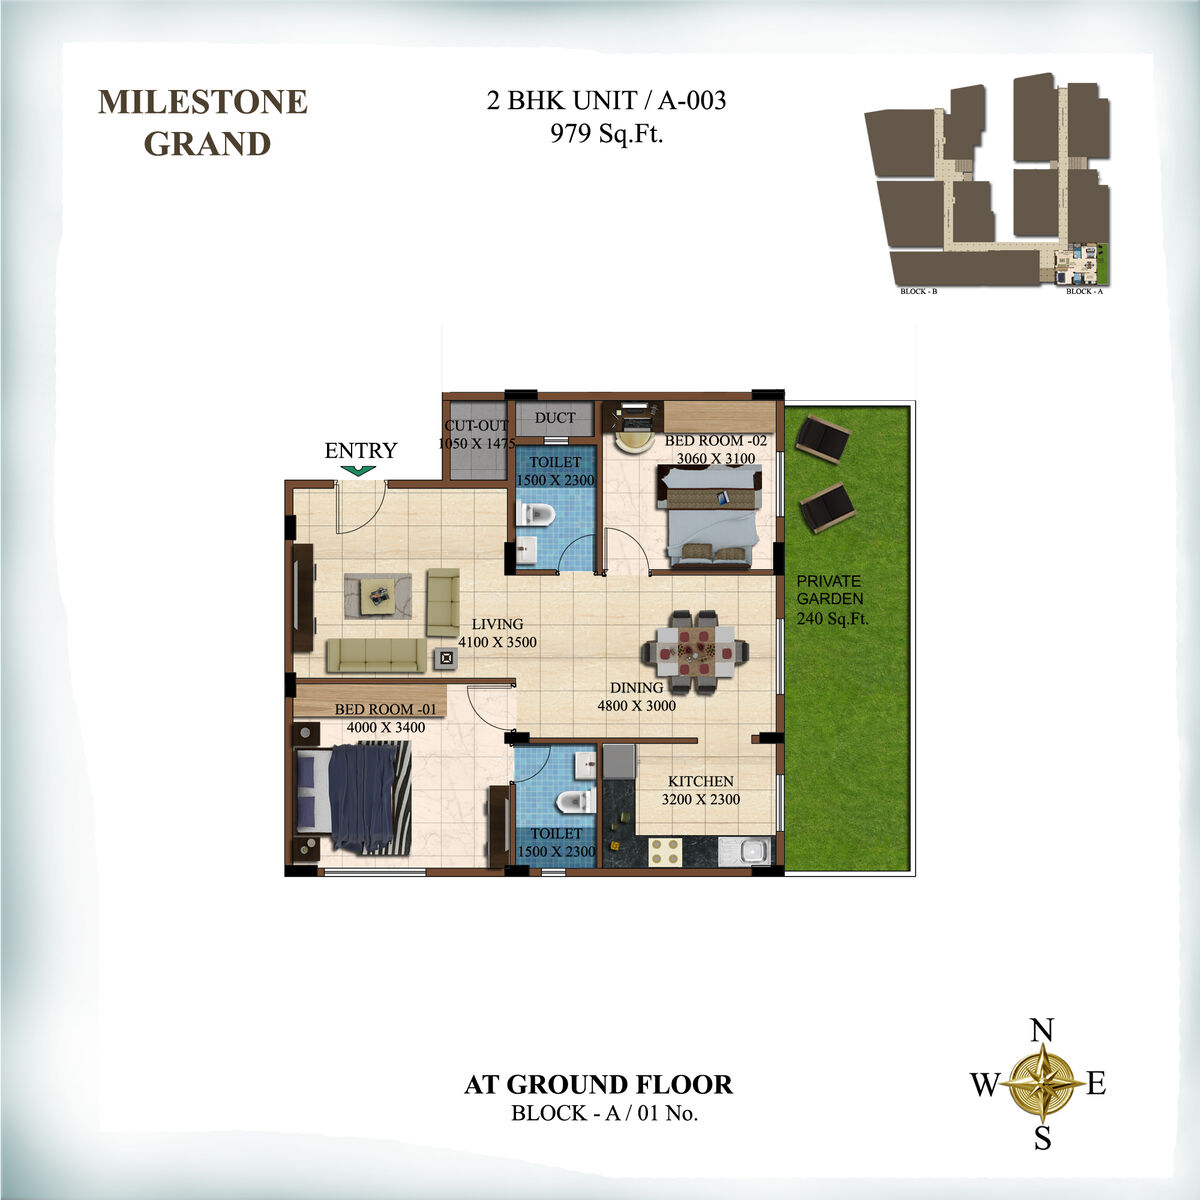 MILESTONE
GRAND
2 BHK UNIT / A-003
979 Sq.Ft.
BLOCK - B
BLOCK - A
ENTRY
CUT-OUT
1050 X 1475
DUCT
TOILET
1500 X 2300
BED ROOM -02
3060 X 3100
LIVING
4100 X 3500
PRIVATE
GARDEN
240 Sq.Ft.
DINING
4800 X 3000
BED ROOM -01
4000 X 3400
KITCHEN
3200 X 2300
TOILET
1500 X 2300
AT GROUND FLOOR
BLOCK - A / 01 No.
N
W E
S